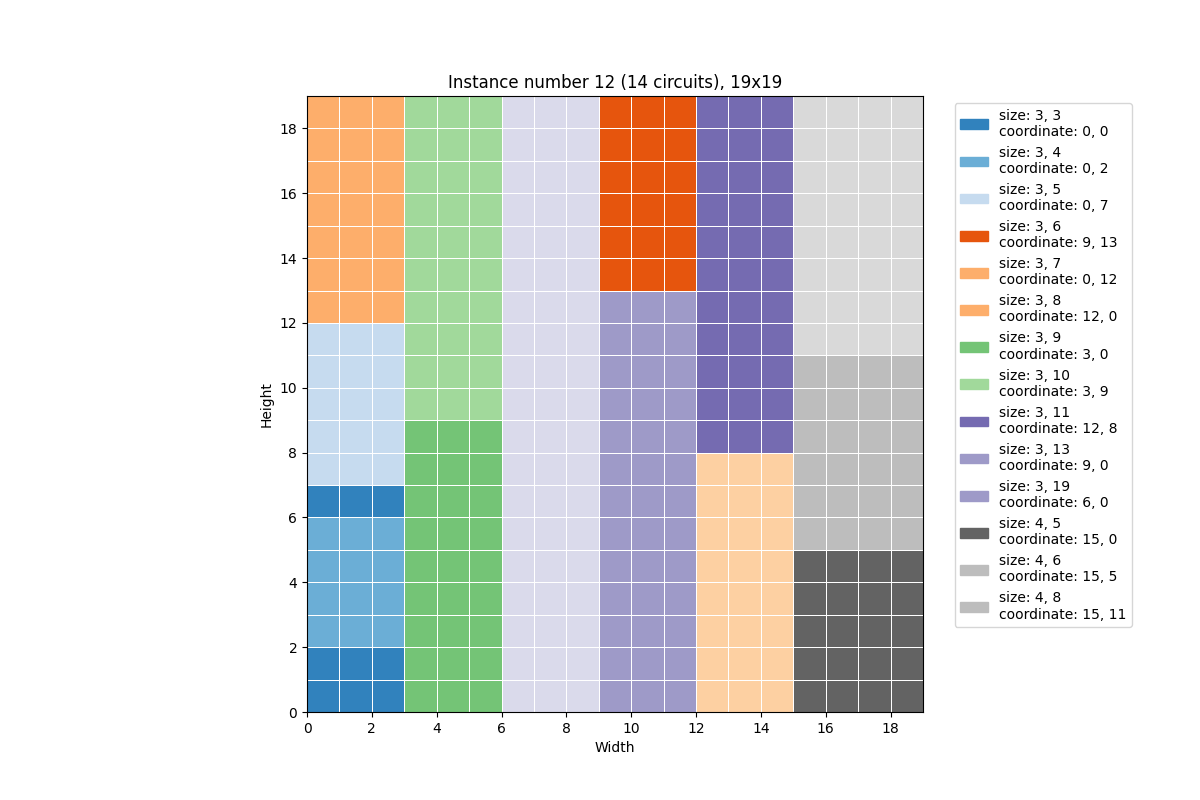 Instance number 12 (14 circuits), 19x19
18
16
14
12
10
8
6
4
2
0
Height
0 2 4 6 8 10 12 14 16 18
Width
size: 3, 3
coordinate: 0, 0
size: 3, 4
coordinate: 0, 2
size: 3, 5
coordinate: 0, 7
size: 3, 6
coordinate: 9, 13
size: 3, 7
coordinate: 0, 12
size: 3, 8
coordinate: 12, 0
size: 3, 9
coordinate: 3, 0
size: 3, 10
coordinate: 3, 9
size: 3, 11
coordinate: 12, 8
size: 3, 13
coordinate: 9, 0
size: 3, 19
coordinate: 6, 0
size: 4, 5
coordinate: 15, 0
size: 4, 6
coordinate: 15, 5
size: 4, 8
coordinate: 15, 11